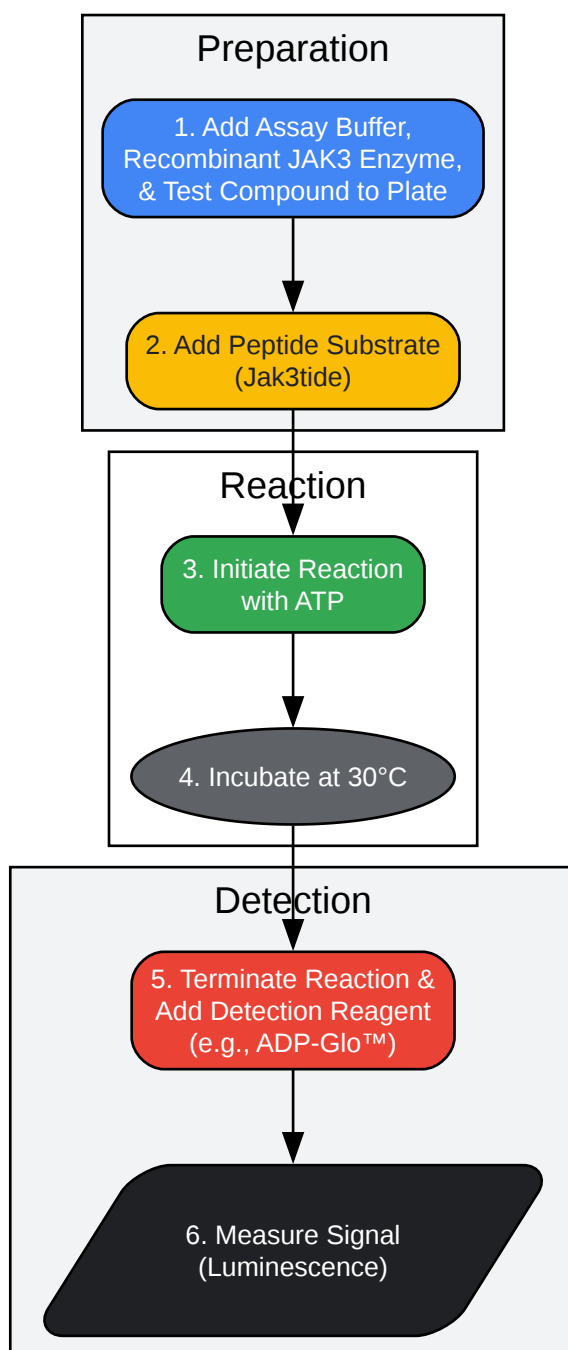 Preparation
1. Add Assay Buffer,
Recombinant JAK3 Enzyme,
& Test Compound to Plate
2. Add Peptide Substrate
(Jak3tide)
Reaction
3. Initiate Reaction
with ATP
4. Incubate at 30°C
Detection
5. Terminate Reaction &
Add Detection Reagent
(e.g., ADP-Glo™)
6. Measure Signal
(Luminescence)